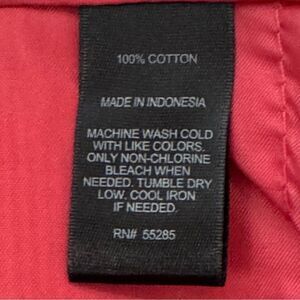 100% COTTON
MADE IN INDONESIA
MACHINE WASH COLD
WITH LIKE COLORS.
ONLY NON-CHLORINE
BLEACH WHEN
NEEDED. TUMBLE DRY
LOW. COOL IRON
IF NEEDED.
RN# 55285